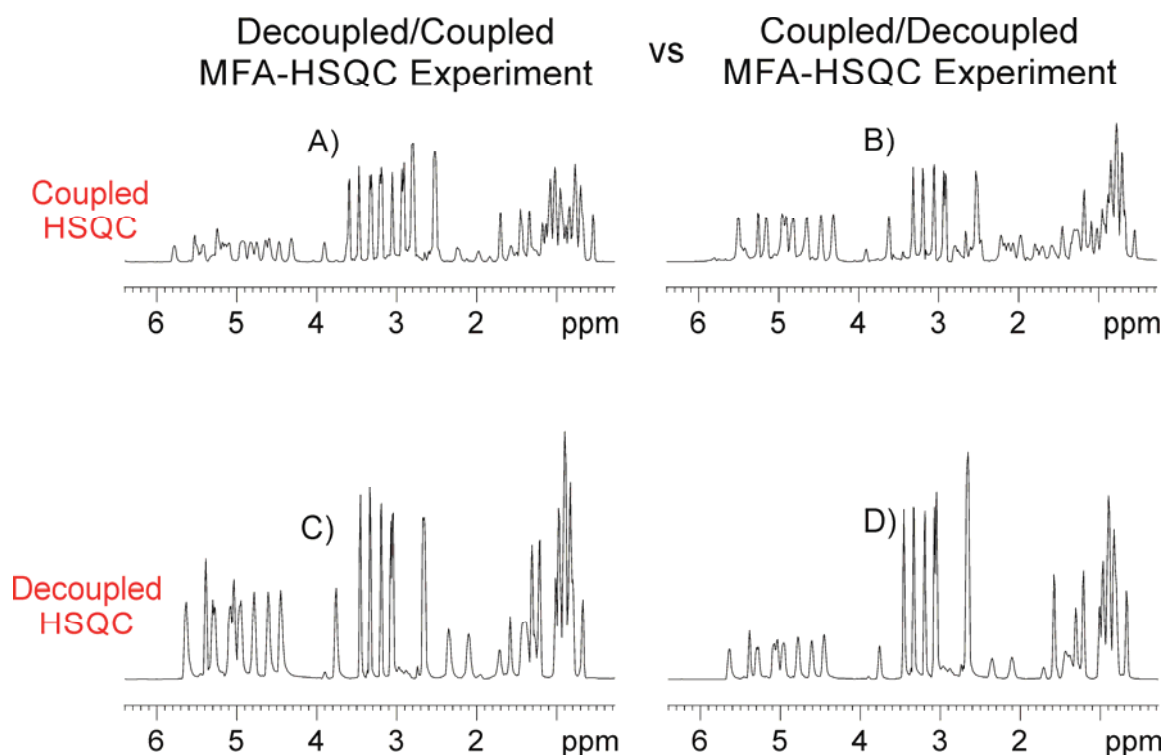 Decoupled/Coupled
MFA-HSQC Experiment
vs
Coupled/Decoupled
MFA-HSQC Experiment
Coupled
HSQC
A)
B)
6 5 4 3 2 ppm
6 5 4 3 2 ppm
Decoupled
HSQC
C)
D)
6 5 4 3 2 ppm
6 5 4 3 2 ppm